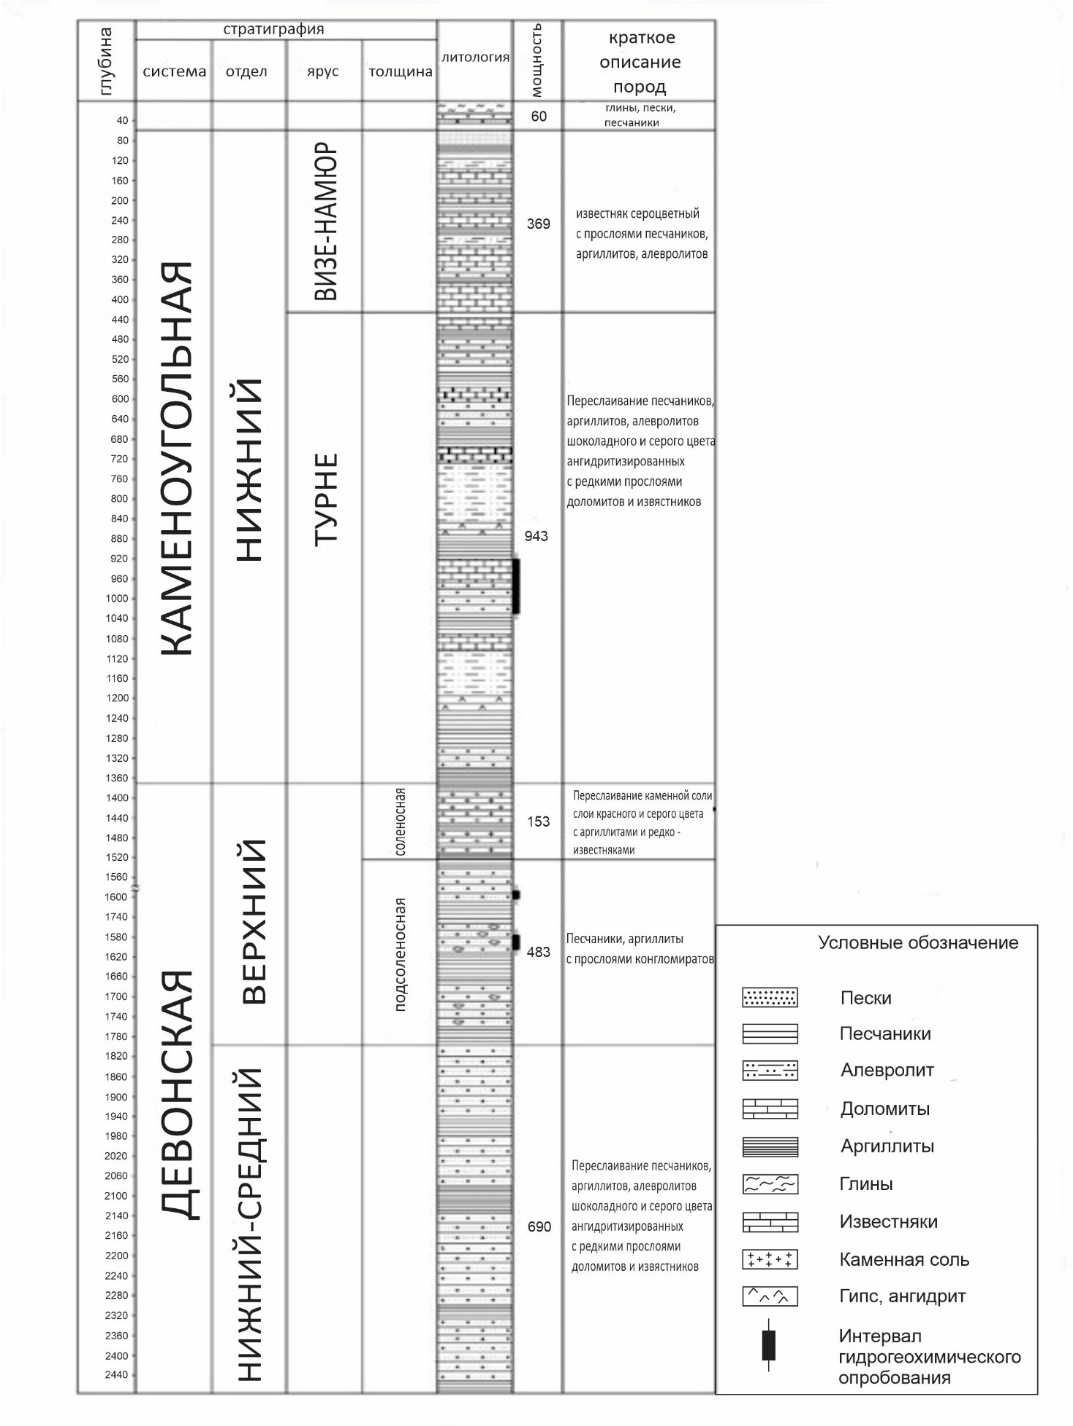 глубина
стратиграфия
система
отдел
ярус
толщина
литология
мощность
краткое
описание
пород
40
80
120
160
200
240
280
320
360
400
440
480
520
560
600
640
680
720
760
800
840
880
920
960
1000
1040
1080
1120
1160
1200
1240
1280
1320
1360
1400
1440
1480
1520
1560
1600
1740
1580
1620
1660
1700
1740
1780
1820
1860
1900
1940
1980
2020
2060
2100
2140
2160
2200
2240
2280
2320
2360
2400
2440
КАМЕНОУГОЛЬНАЯ
ДЕВОНСКАЯ
НИЖНИЙ
ВЕРХНИЙ
НИЖНИЙ-СРЕДНИЙ
ВИЗЕ-НАМЮР
ТУРНЕ
соленосная
подсоленосная
60
369
943
153
483
690
глины, пески,
песчаники
известняк сероцветный
с прослоями песчаников,
аргиллитов, алевролитов
Переслаивание песчаников,
аргиллитов, алевролитов
шоколадного и серого цвета
ангидритизированных
с редкими прослоями
доломитов и извястников
Переслаивание каменной соли
слои красного и серого цвета
с аргиллитами и редко -
известняками
Песчаники, аргиллиты
с прослоями конгломиратов
Переслаивание песчаников,
аргиллитов, алевролитов
шоколадного и серого цвета
ангидритизированных
с редкими прослоями
доломитов и извястников
Условные обозначение
Пески
Песчаники
Алевролит
Доломиты
Аргиллиты
Глины
Известняки
Каменная соль
Гипс, ангидрит
Интервал
гидрогеохимического
опробования